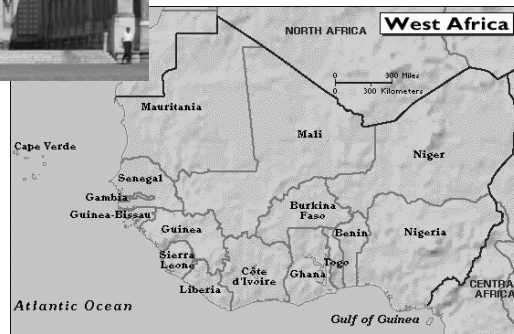 West Africa
NORTH AFRICA
300 Miles
0
0
300 Kilometers
Mauritania
Mali
Niger
Cape Verde
Senegal
Gambia
Guinea-Bissau
Burkina
Faso
Guinea
Benin
Nigeria
Sierra
Leone
Côte
d'Ivoire
Ghana
Togo
Liberia
CENTRAL
AFRICA
Atlantic Ocean
Gulf of Guinea